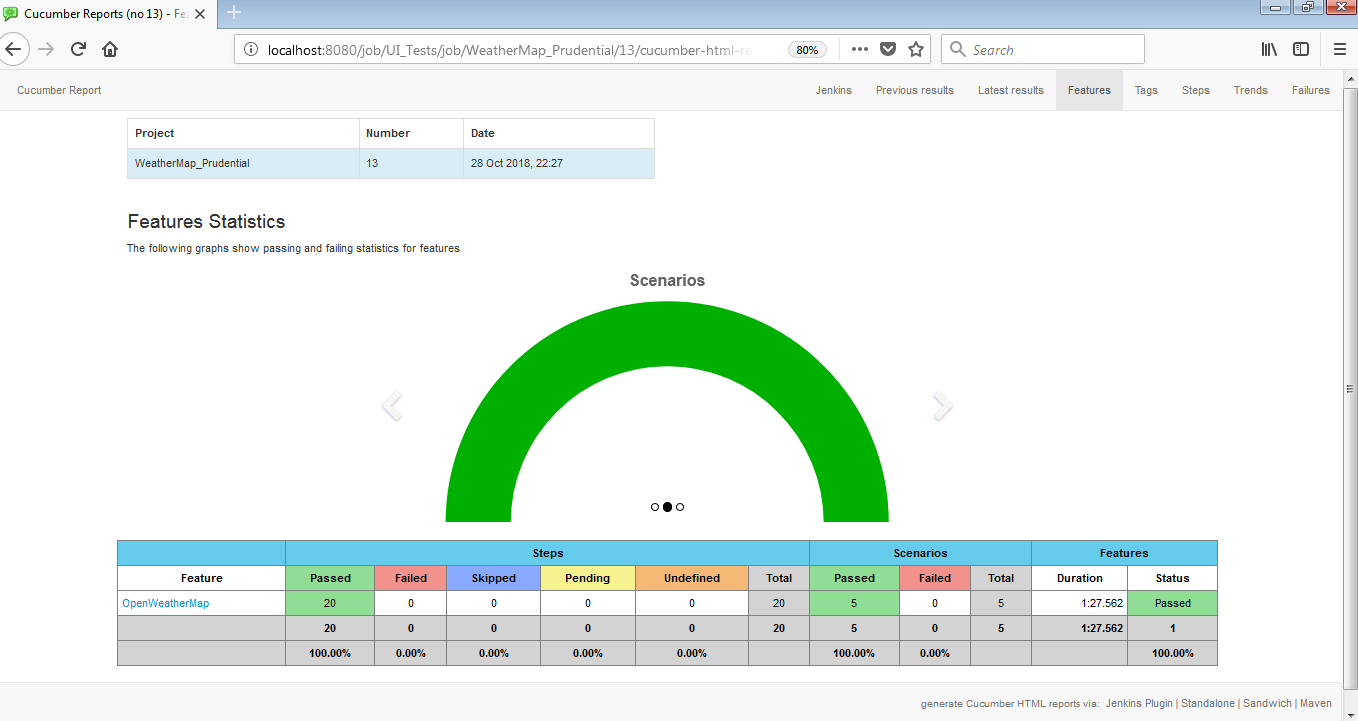 Cucumber Reports (no 13) - Fe
localhost:8080/job/UI_Tests/job/WeatherMap_Prudential/13/cucumber-html-re 80% Search
Cucumber Report Jenkins Previous results Latest results Features Tags Steps Trends Failures
Project Number Date
WeatherMap_Prudential 13 28 Oct 2018, 22:27
Features Statistics
The following graphs show passing and failing statistics for features
Scenarios
Steps Scenarios Features
Feature Passed Failed Skipped Pending Undefined Total Passed Failed Total Duration Status
OpenWeatherMap 20 0 0 0 0 20 5 0 5 1:27.562 Passed
20 0 0 0 0 20 5 0 5 1:27.562 1
100.00% 0.00% 0.00% 0.00% 0.00% 100.00% 0.00% 100.00%
generate Cucumber HTML reports via: Jenkins Plugin | Standalone | Sandwich | Maven